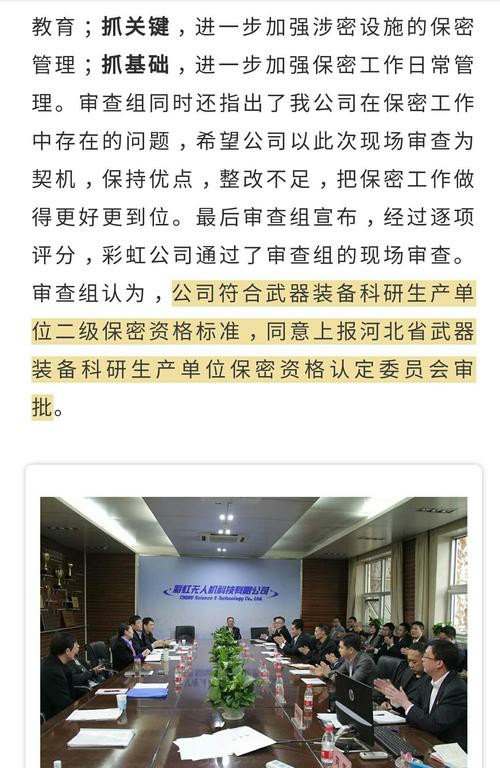 教育；抓关键，进一步加强涉密设施的保密
管理；抓基础，进一步加强保密工作日常管
理。审查组同时还指出了我公司在保密工作
中存在的问题，希望公司以此次现场审查为
契机，保持优点，整改不足，把保密工作做
得更好更到位。最后审查组宣布，经过逐项
评分，彩虹公司通过了审查组的现场审查。
审查组认为，公司符合武器装备科研生产单
位二级保密资格标准，同意上报河北省武器
装备科研生产单位保密资格认定委员会审
批。
彩虹无人机科技有限公司
Science & Technology Co., Ltd.